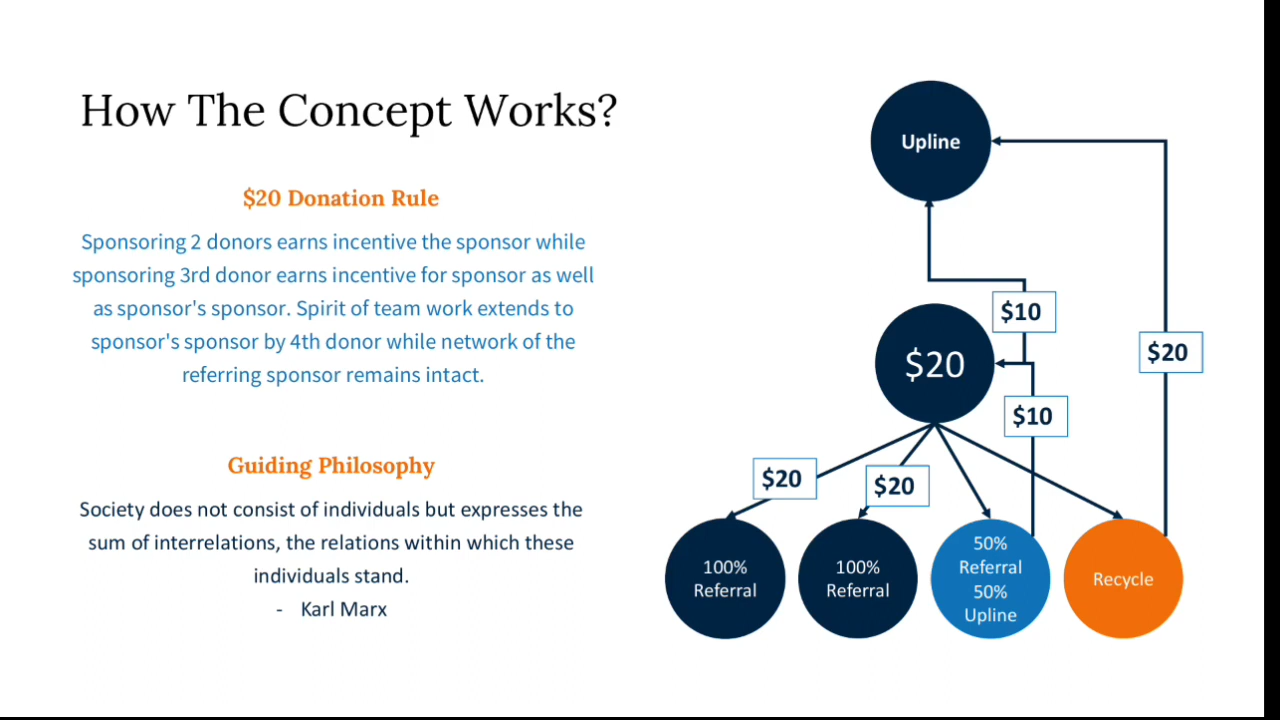 How The Concept Works?
$20 Donation Rule
Sponsoring 2 donors earns incentive the sponsor while
sponsoring 3rd donor earns incentive for sponsor as well
as sponsor's sponsor. Spirit of team work extends to
sponsor's sponsor by 4th donor while network of the
referring sponsor remains intact.
Guiding Philosophy
Society does not consist of individuals but expresses the
sum of interrelations, the relations within which these
individuals stand.
- Karl Marx
Upline
$10
$20
$20
$10
$20
$20
100%
Referral
100%
Referral
50%
Referral
50%
Upline
Recycle